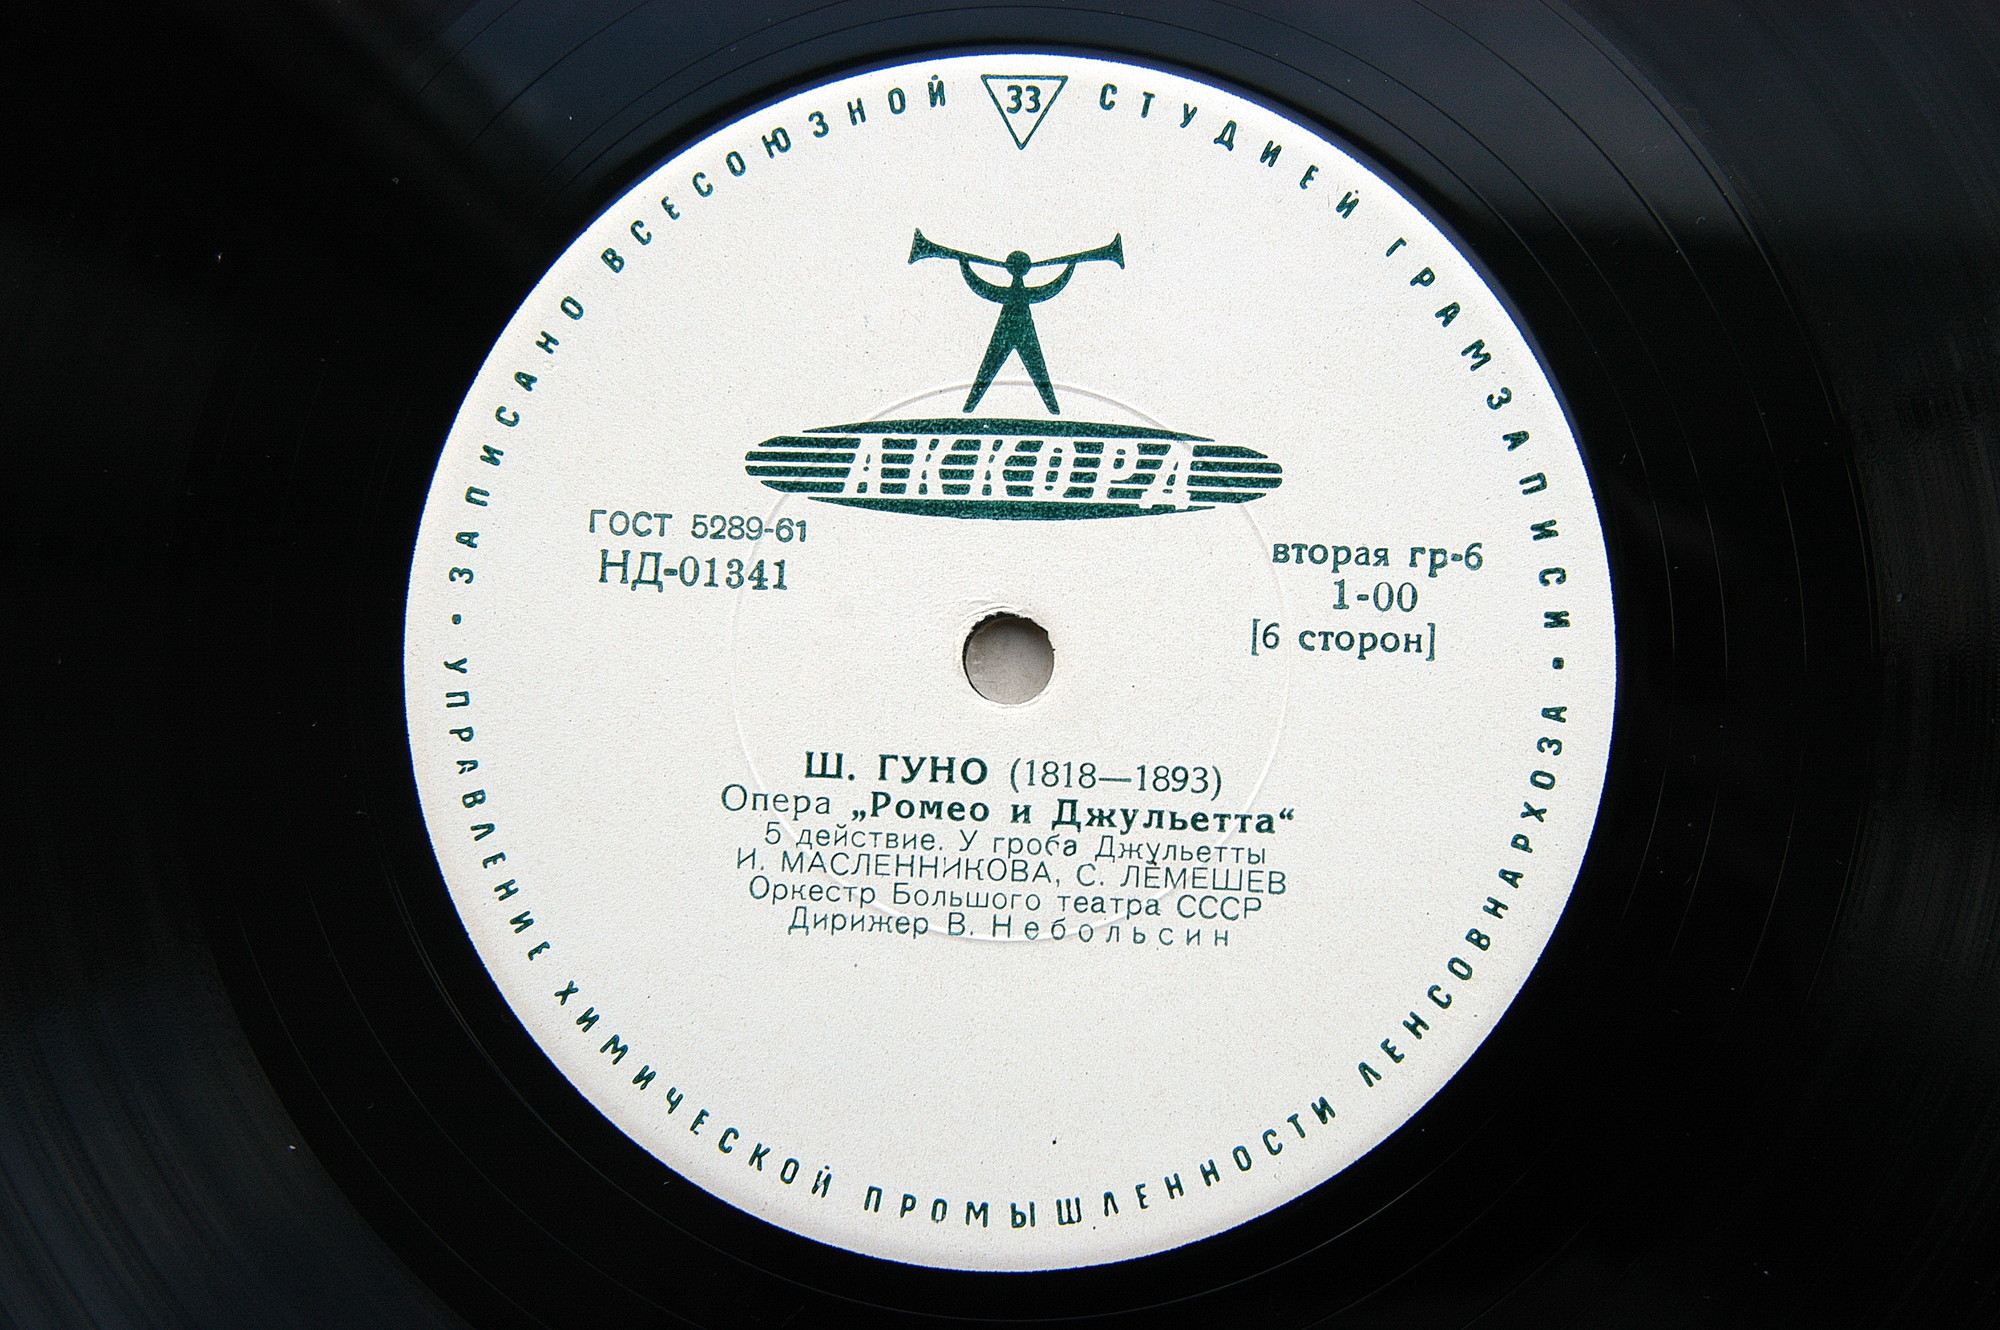 ЗАПИСАНО ВСЕСОЮЗНОЙ СТУДИЕЙ ГРАМЗАПИСИ •
33
АККОРД
ГОСТ 5289-61
НД-01341
вторая гр-6
1-00
[6 сторон]
Ш. ГУНО (1818—1893)
Опера „Ромео и Джульетта“
5 действие. У гроба Джульетты
И. МАСЛЕННИКОВА, С. ЛЕМЕШЕВ
Оркестр Большого театра СССР
Дирижер В. Небольсин
УПРАВЛЕНИЕ ХИМИЧЕСКОЙ ПРОМЫШЛЕННОСТИ ЛЕНСОВНАРХОЗА •